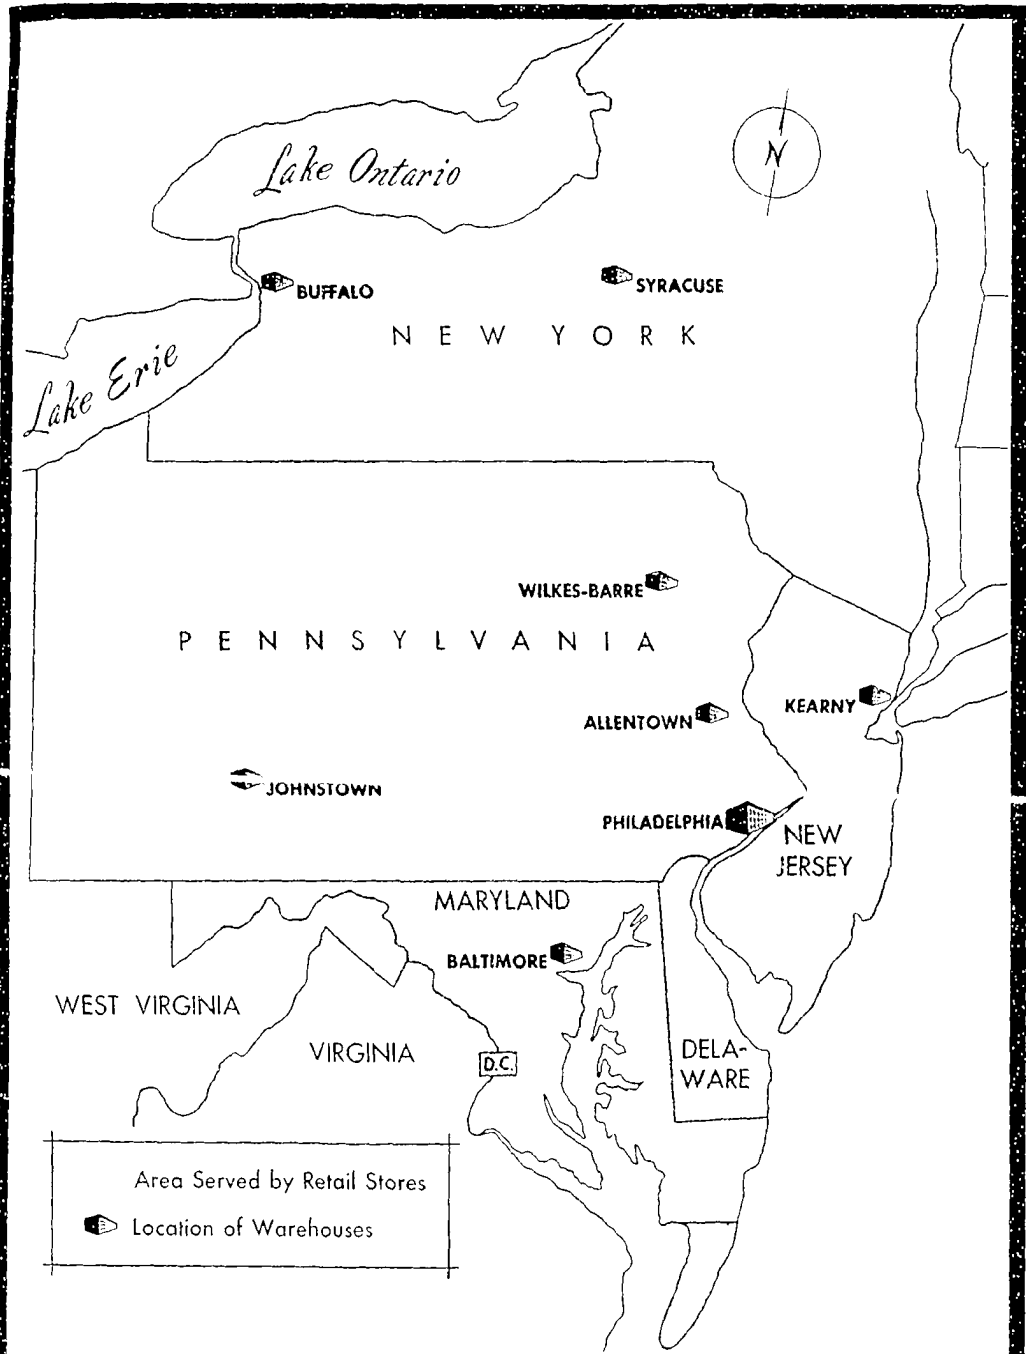 N
Lake Ontario
BUFFALO
SYRACUSE
NEW YORK
Lake Erie
WILKES-BARRE
PENNSYLVANIA
KEARNY
ALLENTOWN
JOHNSTOWN
PHILADELPHIA
NEW
JERSEY
MARYLAND
BALTIMORE
WEST VIRGINIA
VIRGINIA
D.C.
DELA-
WARE
Area Served by Retail Stores
Location of Warehouses